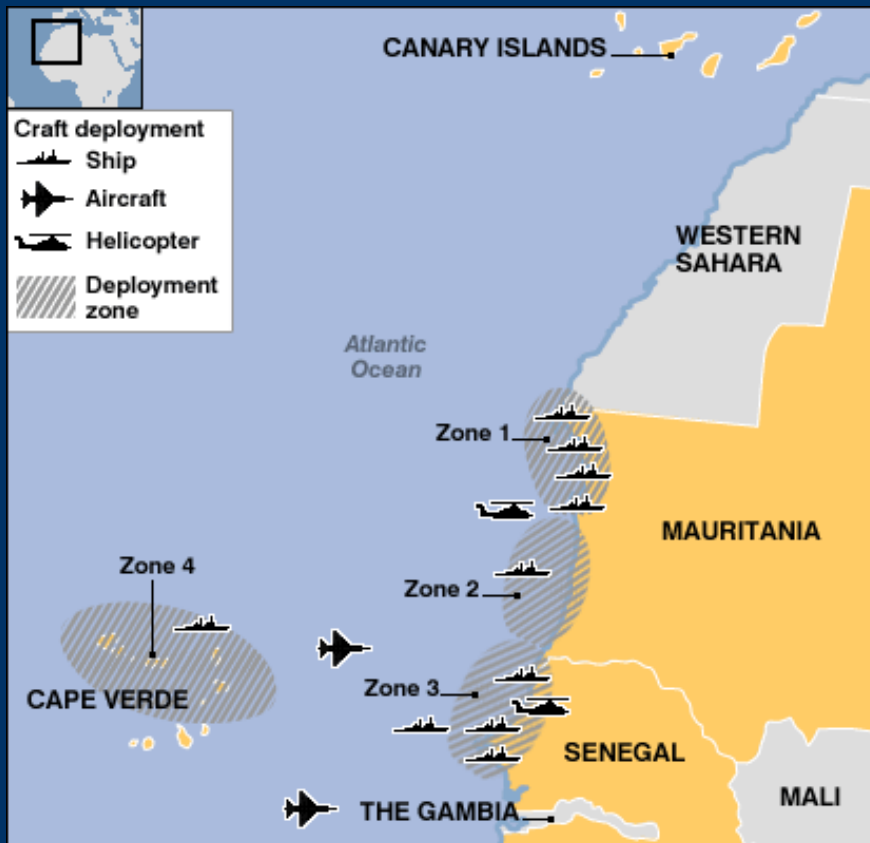 CANARY ISLANDS
Craft deployment
Ship
Aircraft
Helicopter
Deployment
zone
WESTERN
SAHARA
Atlantic
Ocean
Zone 1
MAURITANIA
Zone 4
Zone 2
Zone 3
CAPE VERDE
SENEGAL
MALI
THE GAMBIA